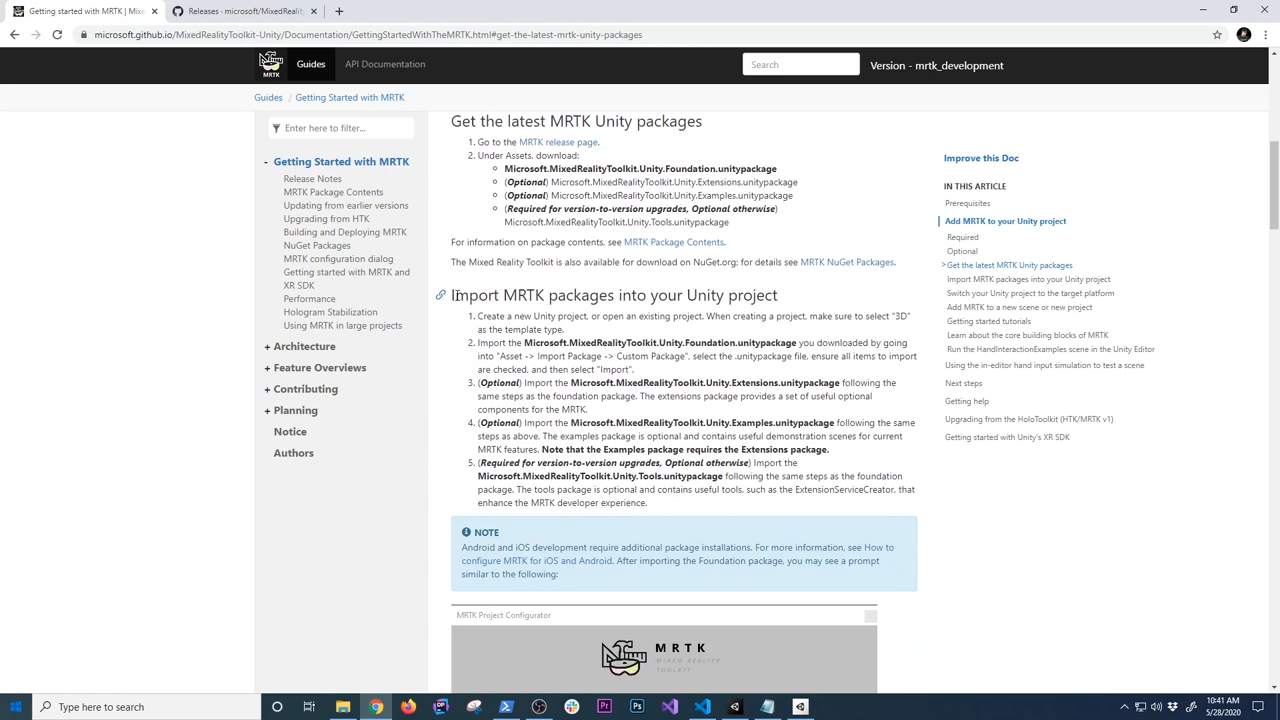 Getting started with MRTK | Mix
Releases · microsoft/MixedRealit
microsoft.github.io/MixedRealityToolkit-Unity/Documentation/GettingStartedWithTheMRTK.html#get-the-latest-mrtk-unity-packages
MRTK
Guides
API Documentation
Search
Version - mrtk_development
Guides / Getting Started with MRTK
Enter here to filter...
- Getting Started with MRTK
Release Notes
MRTK Package Contents
Updating from earlier versions
Upgrading from HTK
Building and Deploying MRTK
NuGet Packages
MRTK configuration dialog
Getting started with MRTK and
XR SDK
Performance
Hologram Stabilization
Using MRTK in large projects
+ Architecture
+ Feature Overviews
+ Contributing
+ Planning
Notice
Authors
Get the latest MRTK Unity packages
1. Go to the MRTK release page.
2. Under Assets, download:
Microsoft.MixedRealityToolkit.Unity.Foundation.unitypackage
(Optional) Microsoft.MixedRealityToolkit.Unity.Extensions.unitypackage
(Optional) Microsoft.MixedRealityToolkit.Unity.Examples.unitypackage
(Required for version-to-version upgrades, Optional otherwise)
Microsoft.MixedRealityToolkit.Unity.Tools.unitypackage
For information on package contents, see MRTK Package Contents.
The Mixed Reality Toolkit is also available for download on NuGet.org; for details see MRTK NuGet Packages.
Import MRTK packages into your Unity project
1. Create a new Unity project, or open an existing project. When creating a project, make sure to select "3D"
as the template type.
2. Import the Microsoft.MixedRealityToolkit.Unity.Foundation.unitypackage you downloaded by going
into "Asset -> Import Package -> Custom Package", select the .unitypackage file, ensure all items to import
are checked, and then select "Import".
3. (Optional) Import the Microsoft.MixedRealityToolkit.Unity.Extensions.unitypackage following the
same steps as the foundation package. The extensions package provides a set of useful optional
components for the MRTK.
4. (Optional) Import the Microsoft.MixedRealityToolkit.Unity.Examples.unitypackage following the same
steps as above. The examples package is optional and contains useful demonstration scenes for current
MRTK features. Note that the Examples package requires the Extensions package.
5. (Required for version-to-version upgrades, Optional otherwise) Import the
Microsoft.MixedRealityToolkit.Unity.Tools.unitypackage following the same steps as the foundation
package. The tools package is optional and contains useful tools, such as the ExtensionServiceCreator, that
enhance the MRTK developer experience.
NOTE
Android and iOS development require additional package installations. For more information, see How to
configure MRTK for iOS and Android. After importing the Foundation package, you may see a prompt
similar to the following:
MRTK Project Configurator
MRTK
MIXED REALITY
TOOLKIT
Improve this Doc
IN THIS ARTICLE
Prerequisites
Add MRTK to your Unity project
Required
Optional
> Get the latest MRTK Unity packages
Import MRTK packages into your Unity project
Switch your Unity project to the target platform
Add MRTK to a new scene or new project
Getting started tutorials
Learn about the core building blocks of MRTK
Run the HandInteractionExamples scene in the Unity Editor
Using the in-editor hand input simulation to test a scene
Next steps
Getting help
Upgrading from the HoloToolkit (HTK/MRTK v1)
Getting started with Unity's XR SDK
Type here to search
10:41 AM
5/28/2020